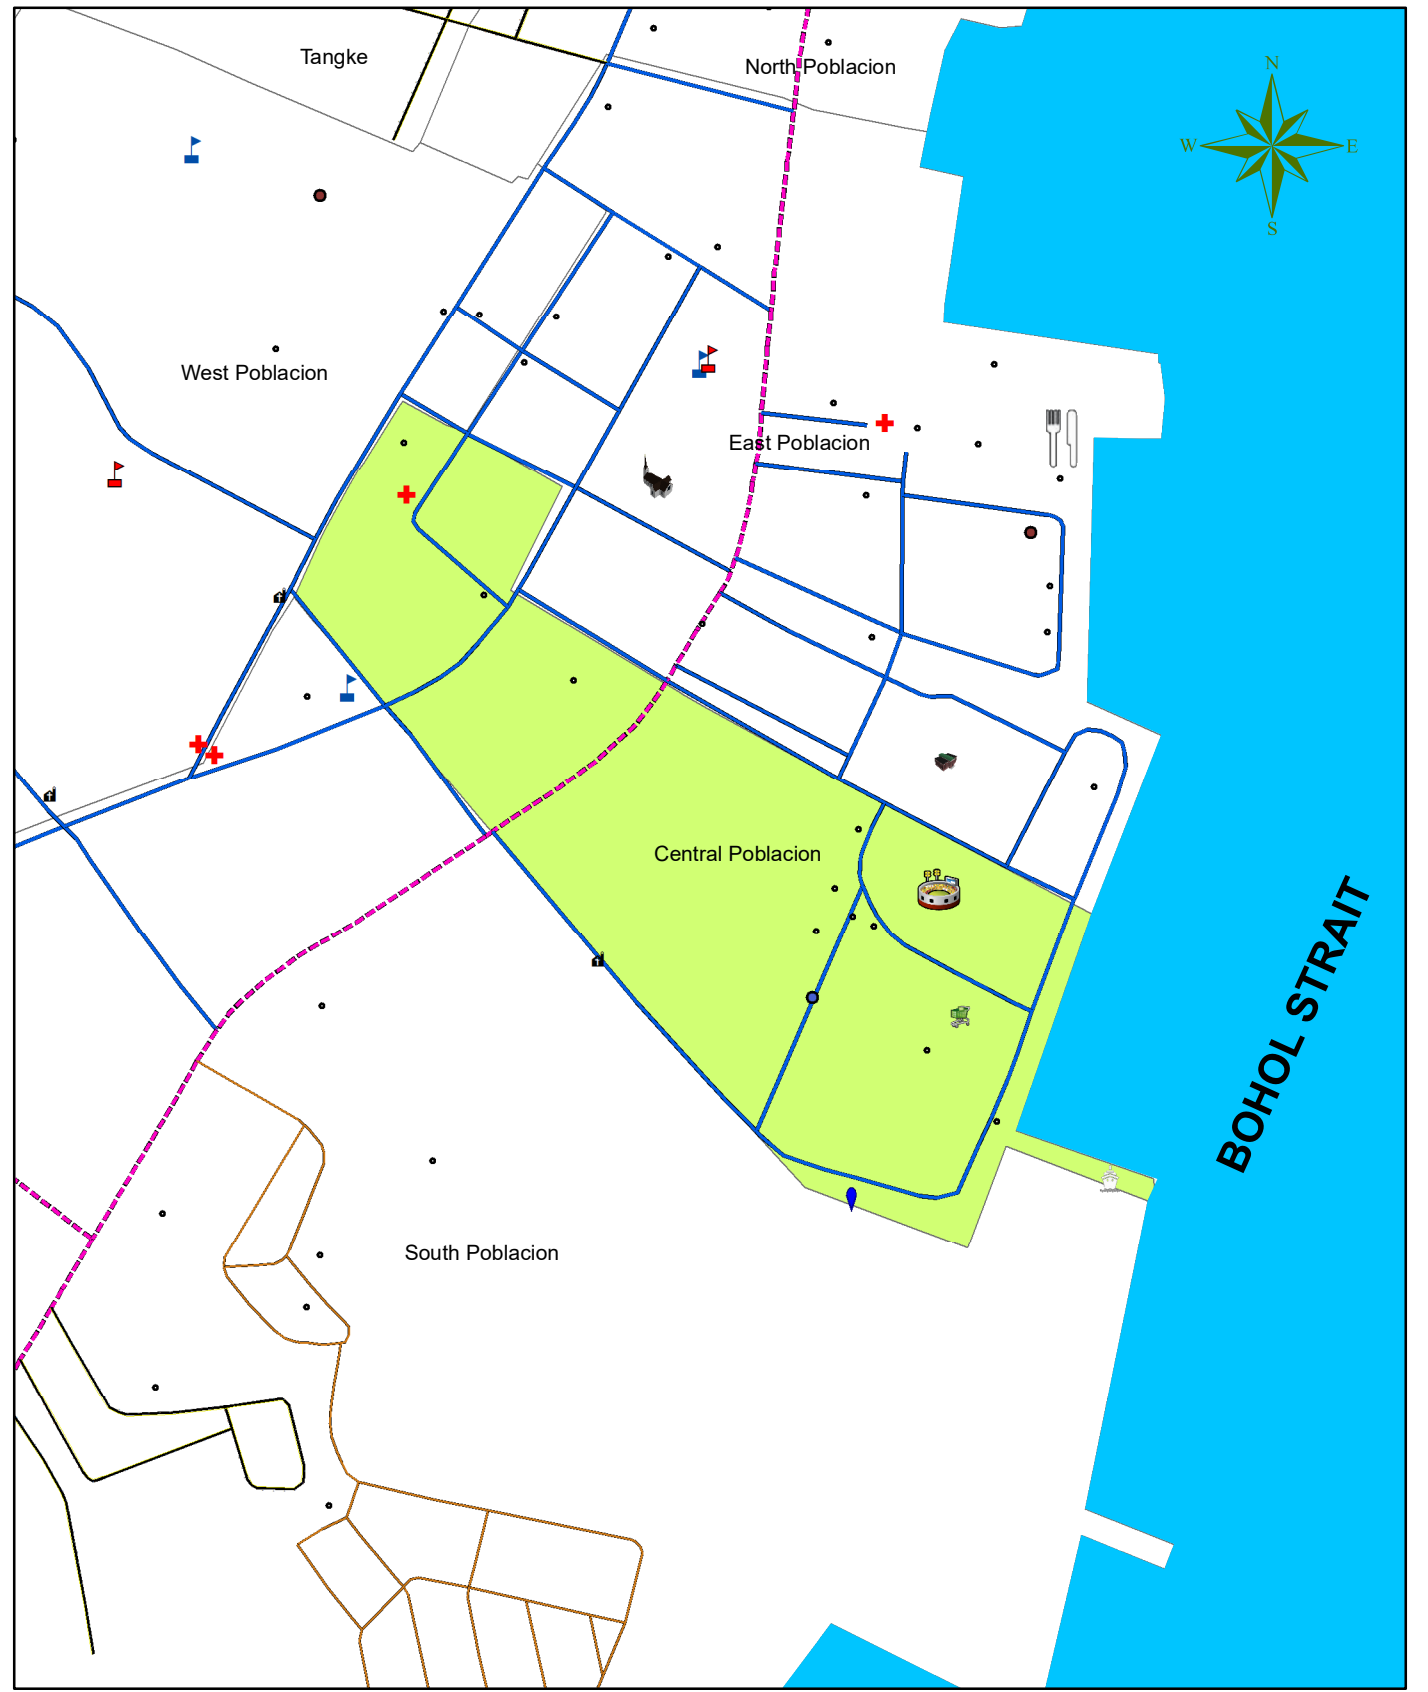 Tangke
North Poblacion
N
W
E
S
West Poblacion
East Poblacion
Central Poblacion
BOHOL STRAIT
South Poblacion